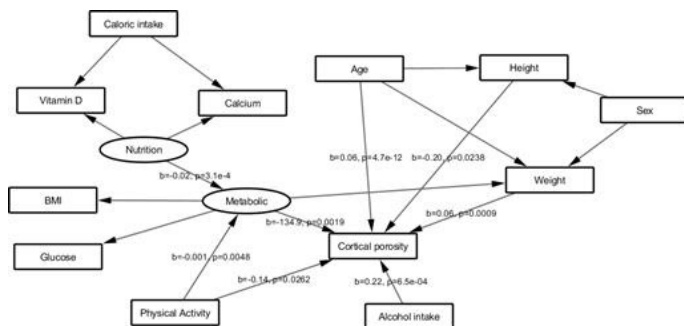 Caloric intake
Age
Height
Vitamin D
Calcium
Sex
Nutrition
b=0.06, p=4.7e-12
b=-0.20, p=0.0238
b=-0.02, p=3.1e-4
Weight
BMI
Metabolic
b=0.06, p=0.0009
b=-134.9, p=0.0019
Cortical porosity
Glucose
b=-0.001, p=0.0048
b=-0.14, p=0.0262
b=0.22, p=6.5e-04
Physical Activity
Alcohol intake